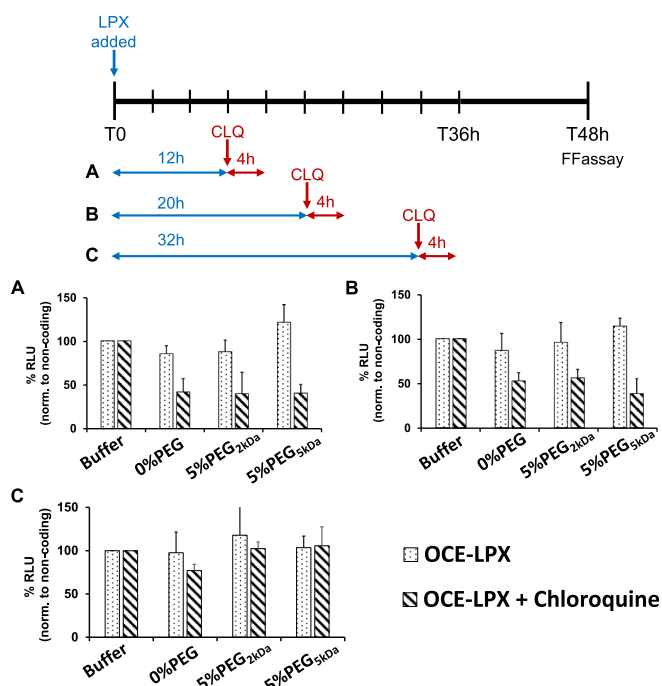 LPX
added
T0
T36h
T48h
FFassay
CLQ
12h
4h
A
CLQ
20h
4h
B
CLQ
32h
4h
C
A
% RLU
(norm. to non-coding)
150
100
50
0
Buffer
0%PEG
5%PEG2kDa
5%PEG5kDa
B
% RLU
(norm. to non-coding)
150
100
50
0
Buffer
0%PEG
5%PEG2kDa
5%PEG5kDa
C
% RLU
(norm. to non-coding)
150
100
50
0
Buffer
0%PEG
5%PEG2kDa
5%PEG5kDa
OCE-LPX
OCE-LPX + Chloroquine